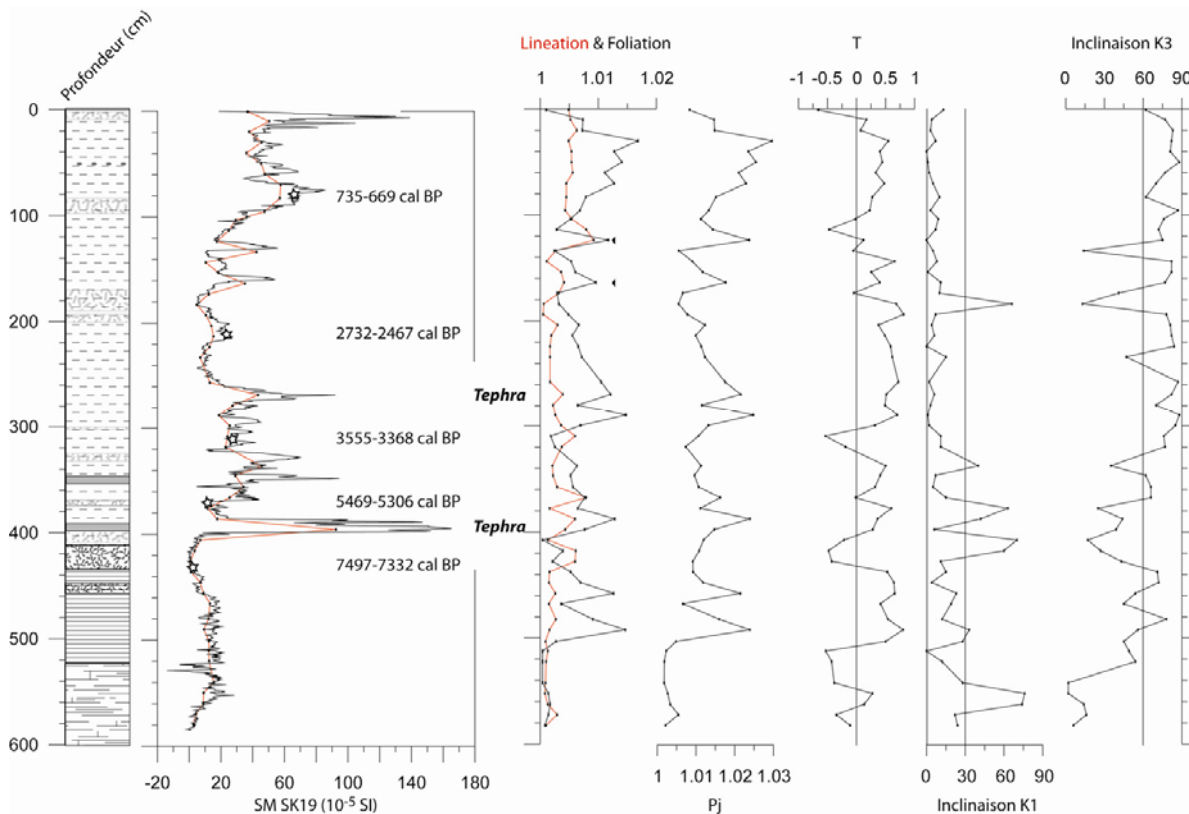 Profondeur (cm)
Lineation & Foliation
T
Inclinaison K3
1 1.01 1.02
-1 -0.5 0 0.5 1
0 30 60 90
0
100
200
300
400
500
600
735-669 cal BP
2732-2467 cal BP
Tephra
3555-3368 cal BP
5469-5306 cal BP
Tephra
7497-7332 cal BP
-20 20 60 100 140 180
SM SK19 (10-5 SI)
1 1.01 1.02 1.03
Pj
0 30 60 90
Inclinaison K1